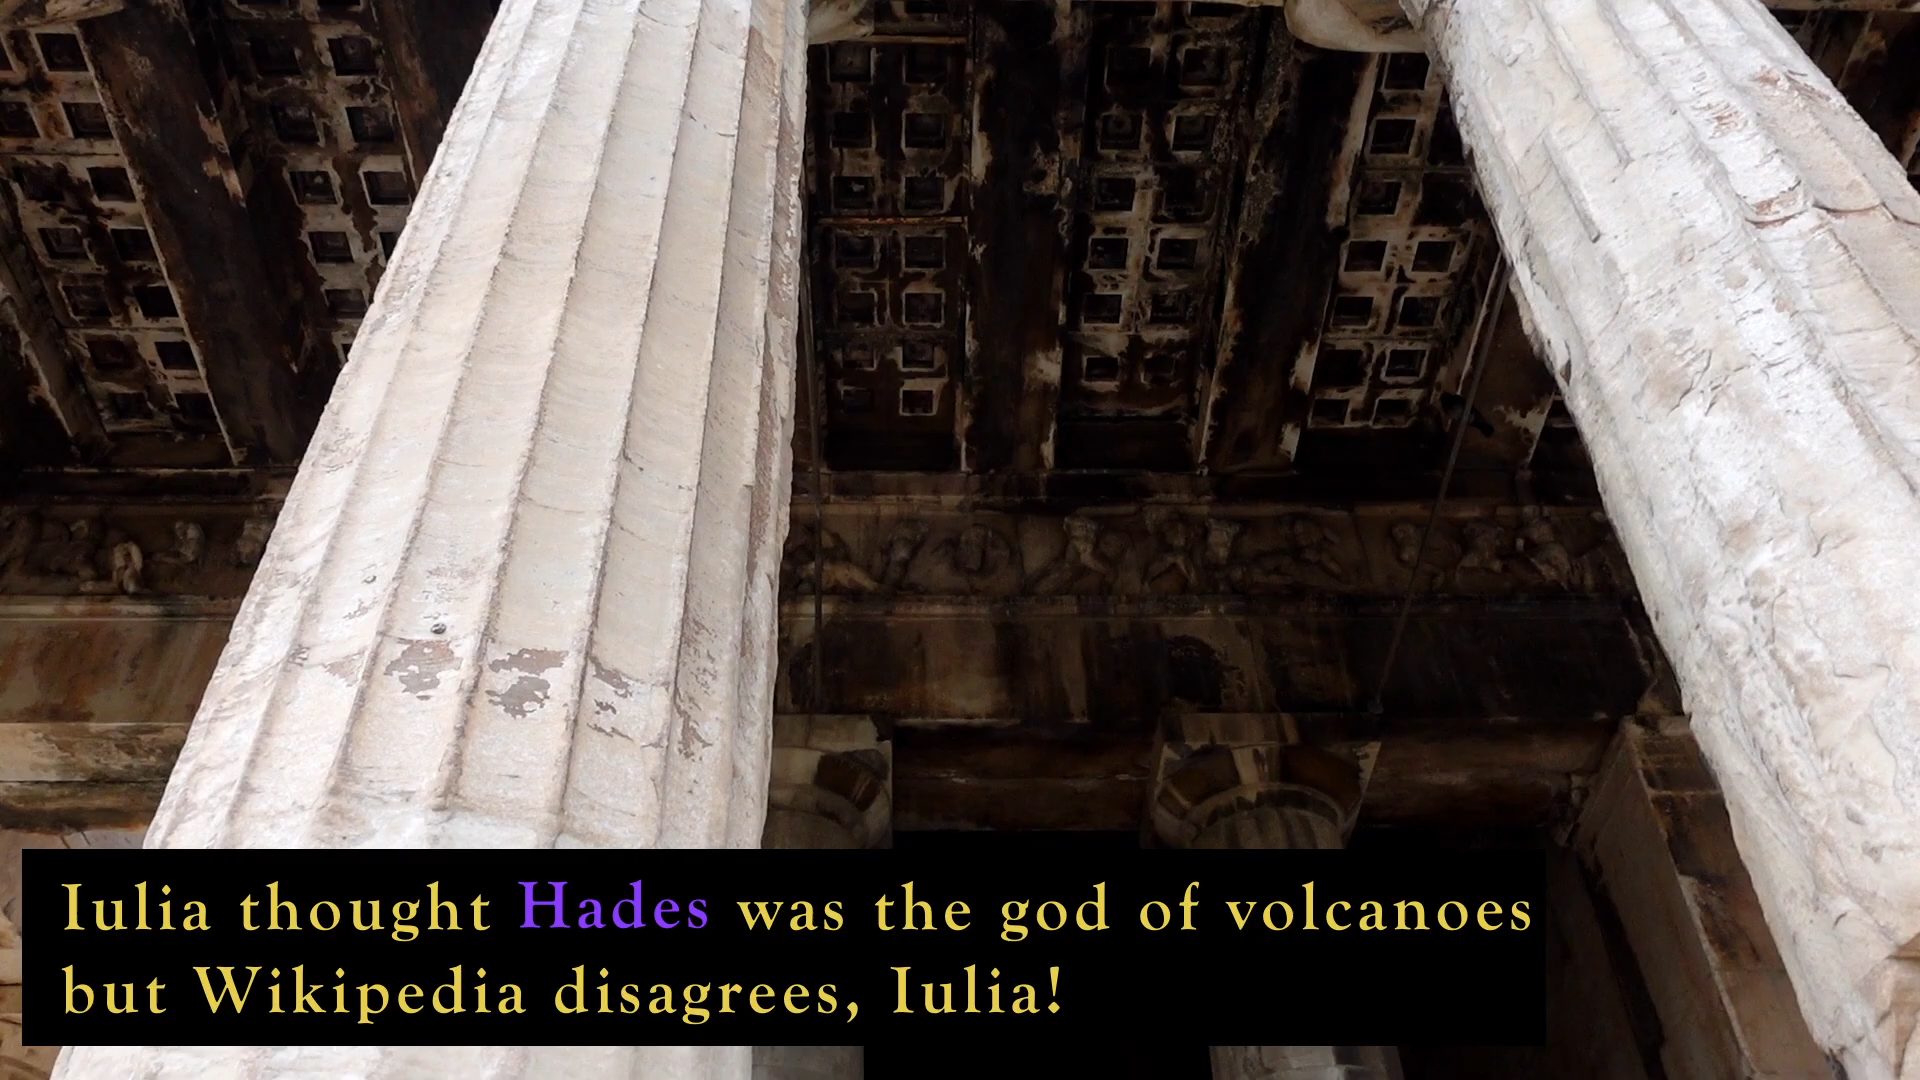 Iulia thought Hades was the god of volcanoes
but Wikipedia disagrees, Iulia!